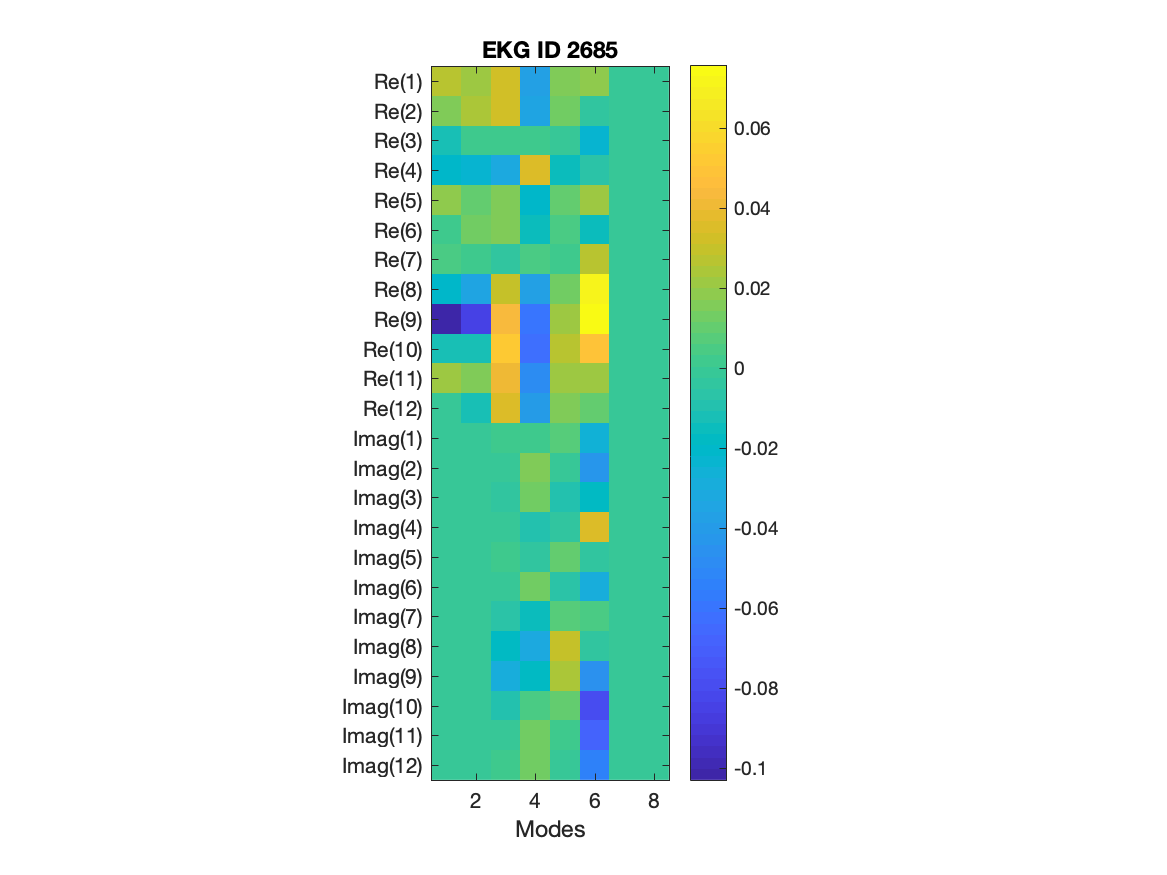 EKG ID 2685
Re(1)
Re(2)
Re(3)
Re(4)
Re(5)
Re(6)
Re(7)
Re(8)
Re(9)
Re(10)
Re(11)
Re(12)
Imag(1)
Imag(2)
Imag(3)
Imag(4)
Imag(5)
Imag(6)
Imag(7)
Imag(8)
Imag(9)
Imag(10)
Imag(11)
Imag(12)
2 4 6 8
Modes
0.06
0.04
0.02
0
-0.02
-0.04
-0.06
-0.08
-0.1